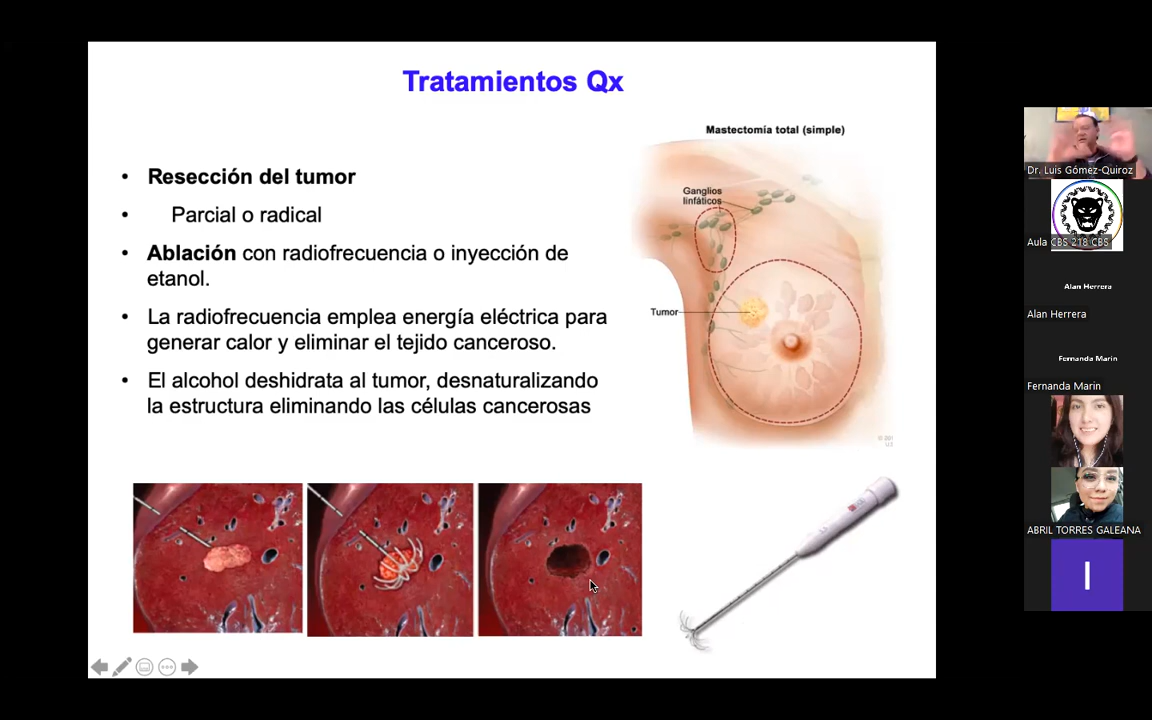 Tratamientos Qx
Mastectomía total (simple)
• Resección del tumor
• Parcial o radical
• Ablación con radiofrecuencia o inyección de
etanol.
• La radiofrecuencia emplea energía eléctrica para
generar calor y eliminar el tejido canceroso.
• El alcohol deshidrata al tumor, desnaturalizando
la estructura eliminando las células cancerosas
Ganglios
linfáticos
Tumor
Dr. Luis Gómez-Quiroz
Aula CBS 218 CBS
Alan Herrera
Alan Herrera
Fernanda Marin
Fernanda Marin
ABRIL TORRES GALEANA
I